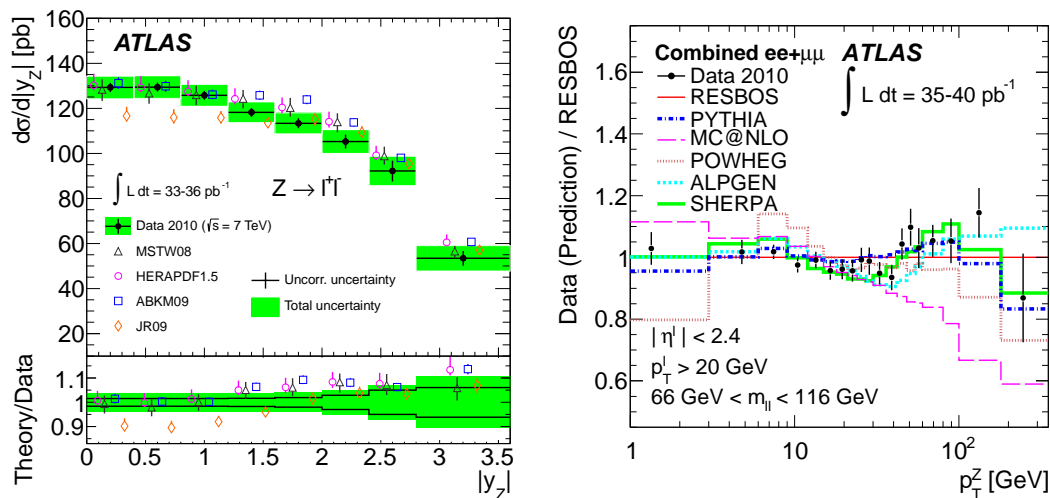 dσ/d|y_Z| [pb]
160
140
120
100
80
60
40
20
ATLAS
∫ L dt = 33-36 pb⁻¹
Z → l⁺l⁻
Data 2010 (√s = 7 TeV)
MSTW08
HERAPDF1.5
ABKM09
JR09
Uncorr. uncertainty
Total uncertainty
Theory/Data
1.1
1
0.9
0 0.5 1 1.5 2 2.5 3 3.5
|y_Z|
Data (Prediction) / RESBOS
1.6
1.4
1.2
1.0
0.8
0.6
Combined ee+μμ
ATLAS
Data 2010
RESBOS
PYTHIA
MC@NLO
POWHEG
ALPGEN
SHERPA
∫ L dt = 35-40 pb⁻¹
|η^l| < 2.4
p_T^l > 20 GeV
66 GeV < m_ll < 116 GeV
1 10 10²
p_T^Z [GeV]